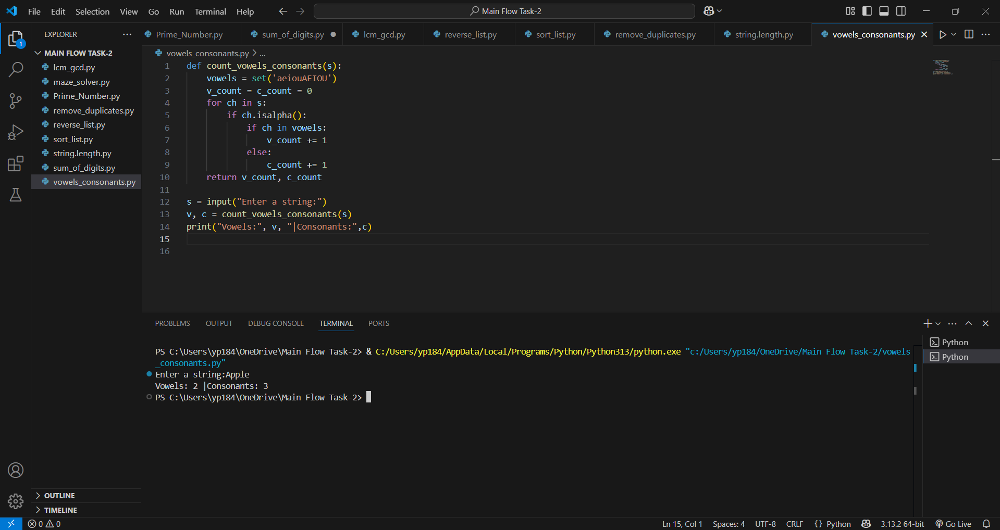 File Edit Selection View Go Run Terminal Help Main Flow Task-2
EXPLORER
1
MAIN FLOW TASK-2
lcm_gcd.py
maze_solver.py
Prime_Number.py
remove_duplicates.py
reverse_list.py
sort_list.py
string.length.py
sum_of_digits.py
vowels_consonants.py
OUTLINE
TIMELINE
Prime_Number.py sum_of_digits.py lcm_gcd.py reverse_list.py sort_list.py remove_duplicates.py string.length.py vowels_consonants.py
vowels_consonants.py > ...
1 def count_vowels_consonants(s):
2 vowels = set('aeiouAEIOU')
3 v_count = c_count = 0
4 for ch in s:
5 if ch.isalpha():
6 if ch in vowels:
7 v_count += 1
8 else:
9 c_count += 1
10 return v_count, c_count
11
12 s = input("Enter a string:")
13 v, c = count_vowels_consonants(s)
14 print("Vowels:", v, "|Consonants:",c)
15
16
PROBLEMS OUTPUT DEBUG CONSOLE TERMINAL PORTS
PS C:\Users\yp184\OneDrive\Main Flow Task-2> & C:/Users/yp184/AppData/Local/Programs/Python/Python313/python.exe "c:/Users/yp184/OneDrive/Main Flow Task-2/vowels
_consonants.py"
Enter a string:Apple
Vowels: 2 |Consonants: 3
PS C:\Users\yp184\OneDrive\Main Flow Task-2>
Python
Python
0 0 Ln 15, Col 1 Spaces: 4 UTF-8 CRLF {} Python 3.13.2 64-bit Go Live